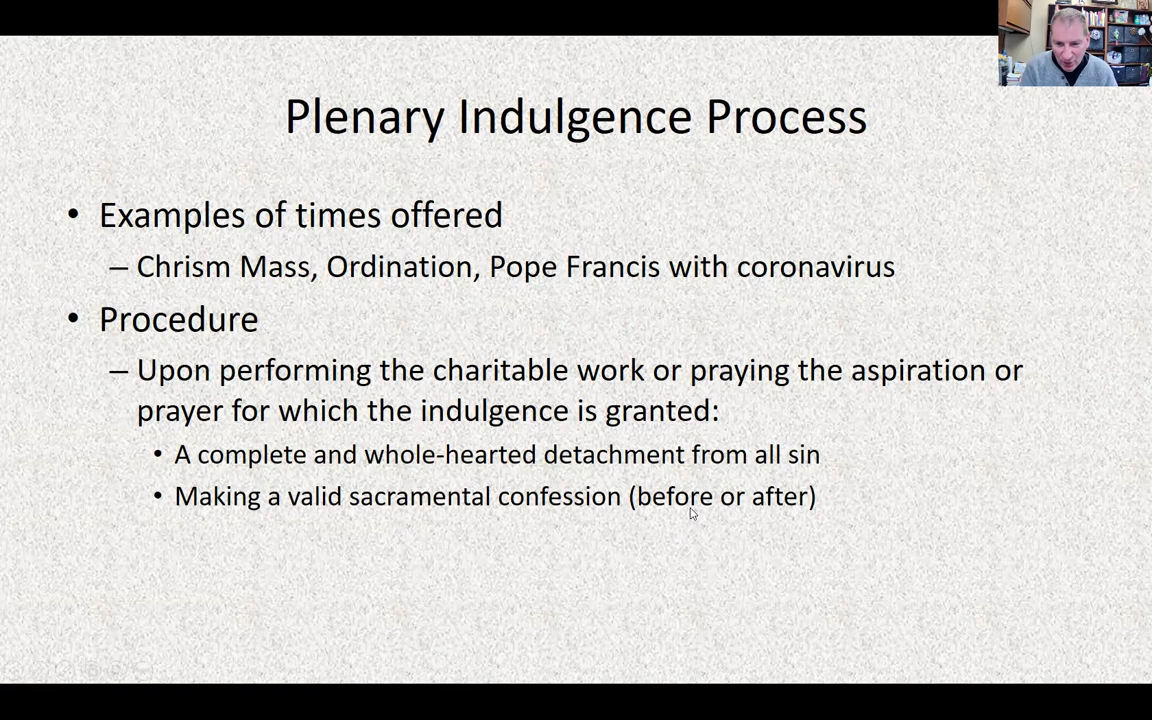 Plenary Indulgence Process
• Examples of times offered
– Chrism Mass, Ordination, Pope Francis with coronavirus
• Procedure
– Upon performing the charitable work or praying the aspiration or
prayer for which the indulgence is granted:
• A complete and whole-hearted detachment from all sin
• Making a valid sacramental confession (before or after)